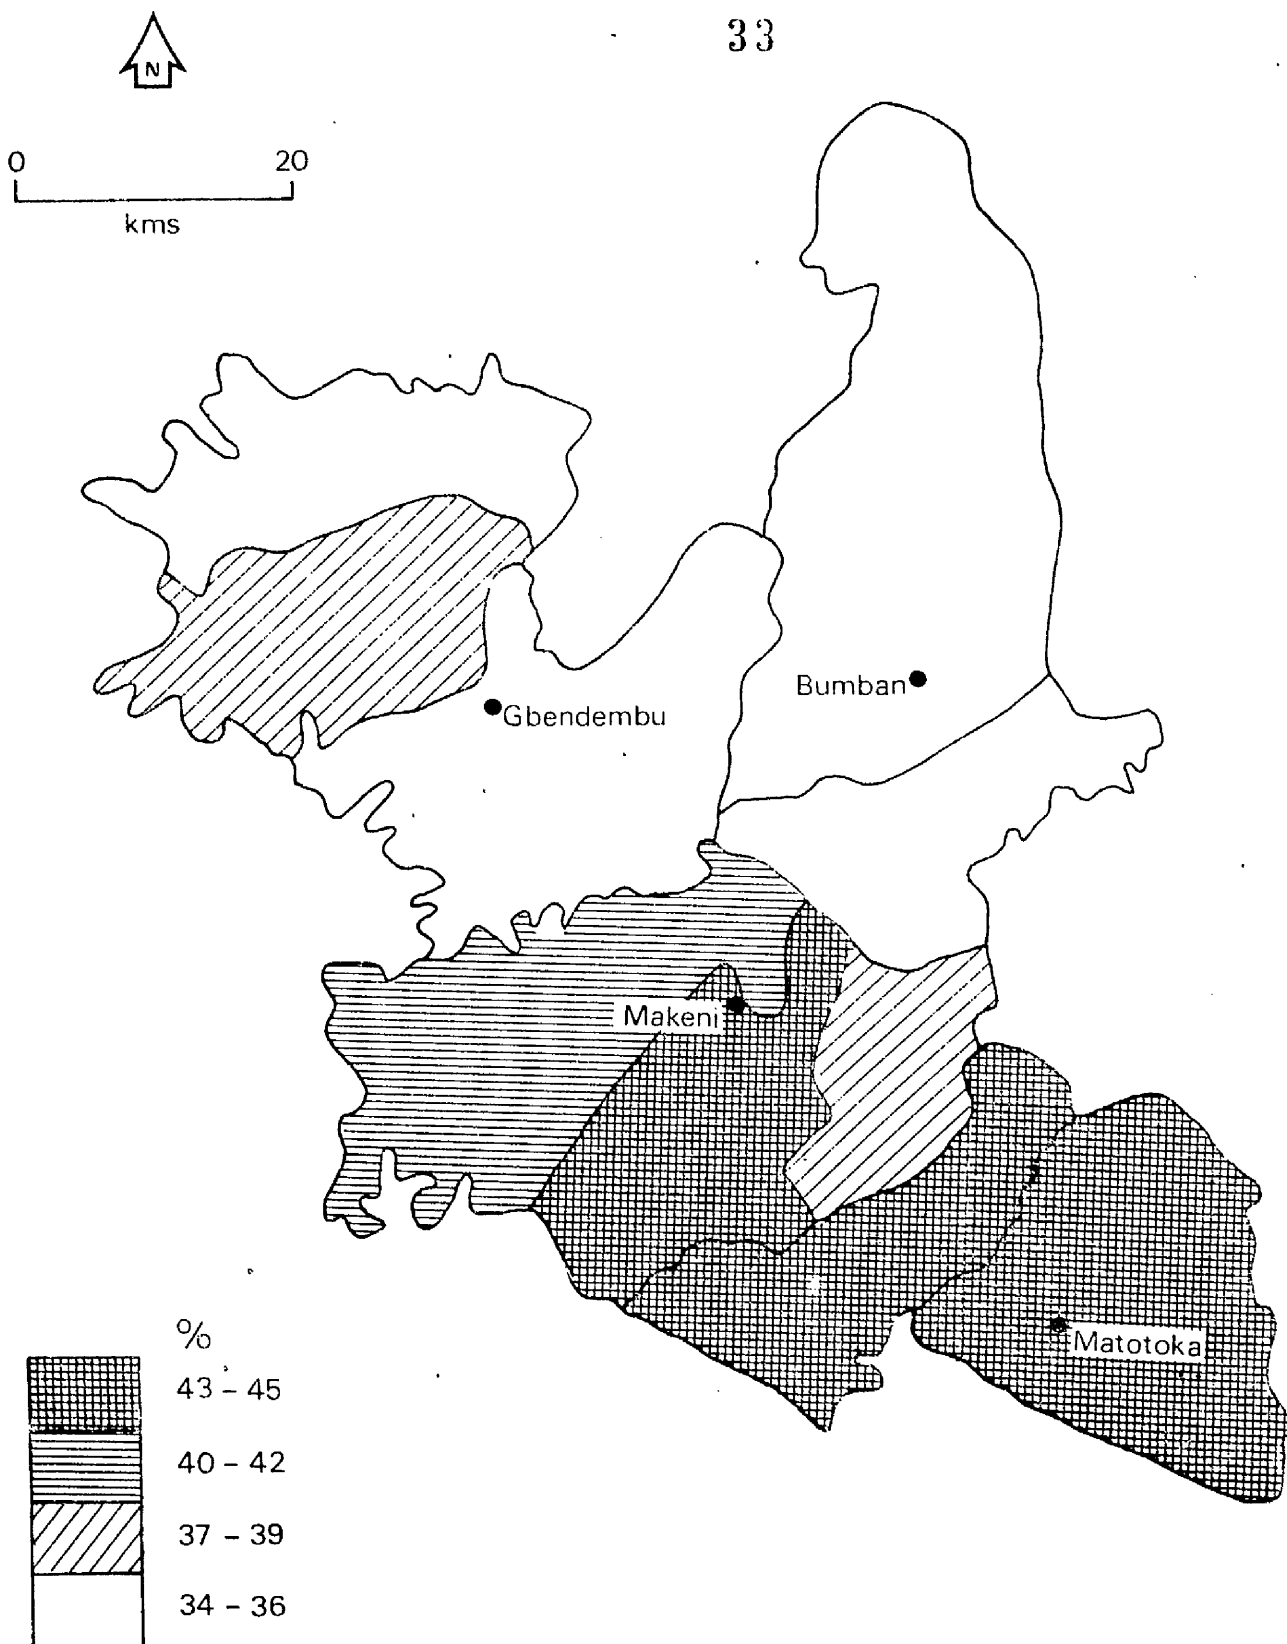 33
N
0 20
kms
Bumban
Gbendembu
Makeni
Matotoka
%
43 – 45
40 – 42
37 – 39
34 – 36